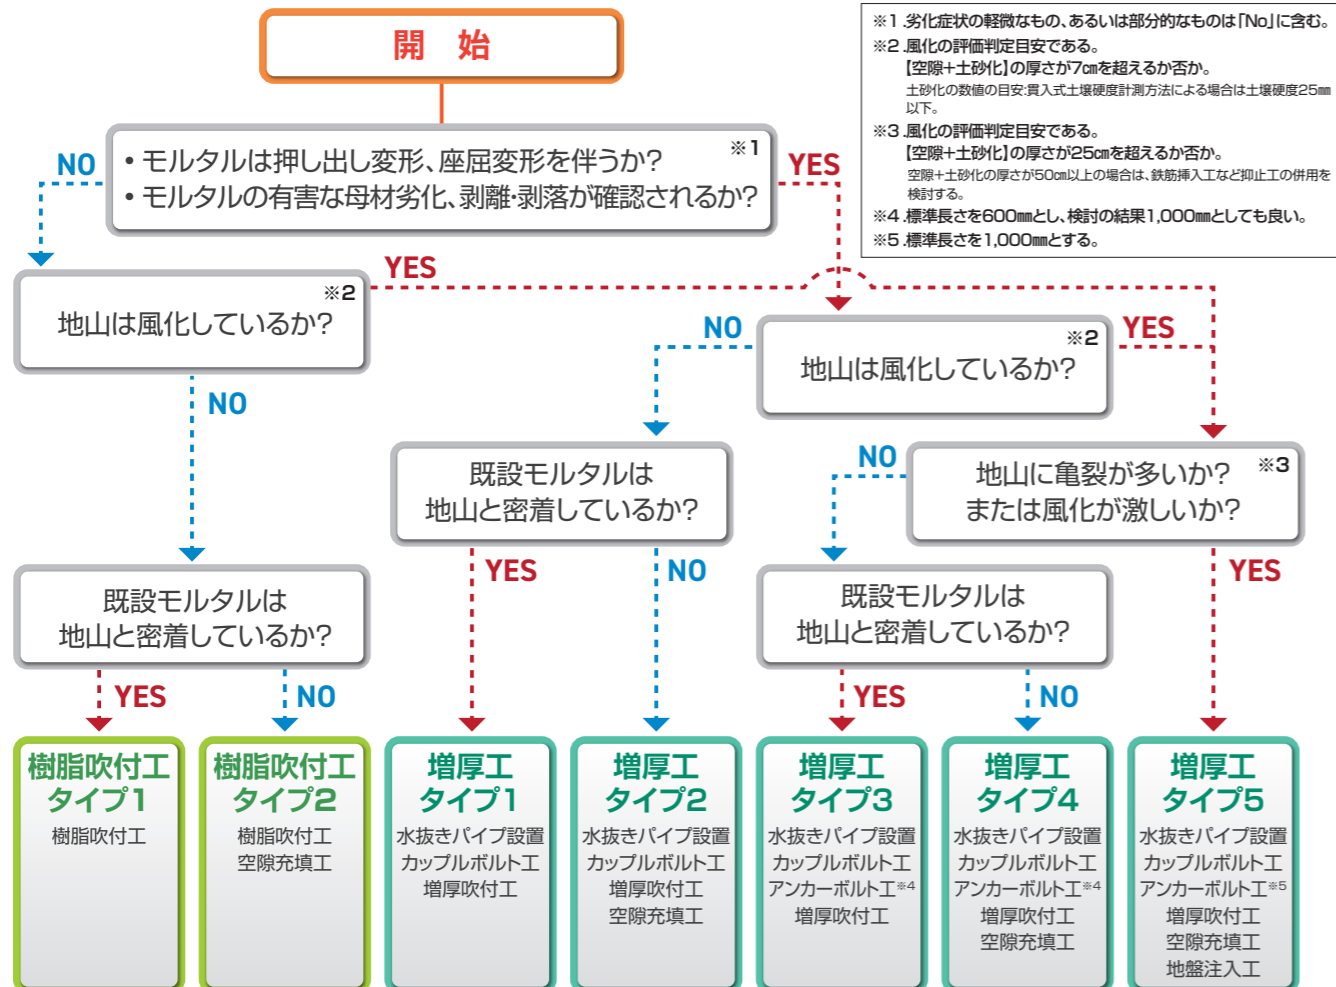 開 始
※1.劣化症状の軽微なもの、あるいは部分的なものは「No」に含む。
※2.風化の評価判定目安である。
【空隙+土砂化】の厚さが7㎝を超えるか否か。
土砂化の数値の目安:貫入式土壌硬度計測方法による場合は土壌硬度25㎜
以下。
※3.風化の評価判定目安である。
【空隙+土砂化】の厚さが25㎝を超えるか否か。
空隙+土砂化の厚さが50㎝以上の場合は、鉄筋挿入工など抑止工の併用を
検討する。
※4.標準長さを600㎜とし、検討の結果1,000㎜としても良い。
※5.標準長さを1,000㎜とする。
NO
・モルタルは押し出し変形、座屈変形を伴うか? ※1
・モルタルの有害な母材劣化、剥離・剥落が確認されるか?
YES
※2
地山は風化しているか?
YES
NO
NO
※2
地山は風化しているか?
YES
既設モルタルは
地山と密着しているか?
NO
地山に亀裂が多いか? ※3
または風化が激しいか?
既設モルタルは
地山と密着しているか?
YES
NO
既設モルタルは
地山と密着しているか?
YES
YES
NO
YES
NO
樹脂吹付工
タイプ1
樹脂吹付工
樹脂吹付工
タイプ2
樹脂吹付工
空隙充填工
増厚工
タイプ1
水抜きパイプ設置
カップルボルト工
増厚吹付工
増厚工
タイプ2
水抜きパイプ設置
カップルボルト工
増厚吹付工
空隙充填工
増厚工
タイプ3
水抜きパイプ設置
カップルボルト工
アンカーボルト工※4
増厚吹付工
増厚工
タイプ4
水抜きパイプ設置
カップルボルト工
アンカーボルト工※4
増厚吹付工
空隙充填工
増厚工
タイプ5
水抜きパイプ設置
カップルボルト工
アンカーボルト工※5
増厚吹付工
空隙充填工
地盤注入工